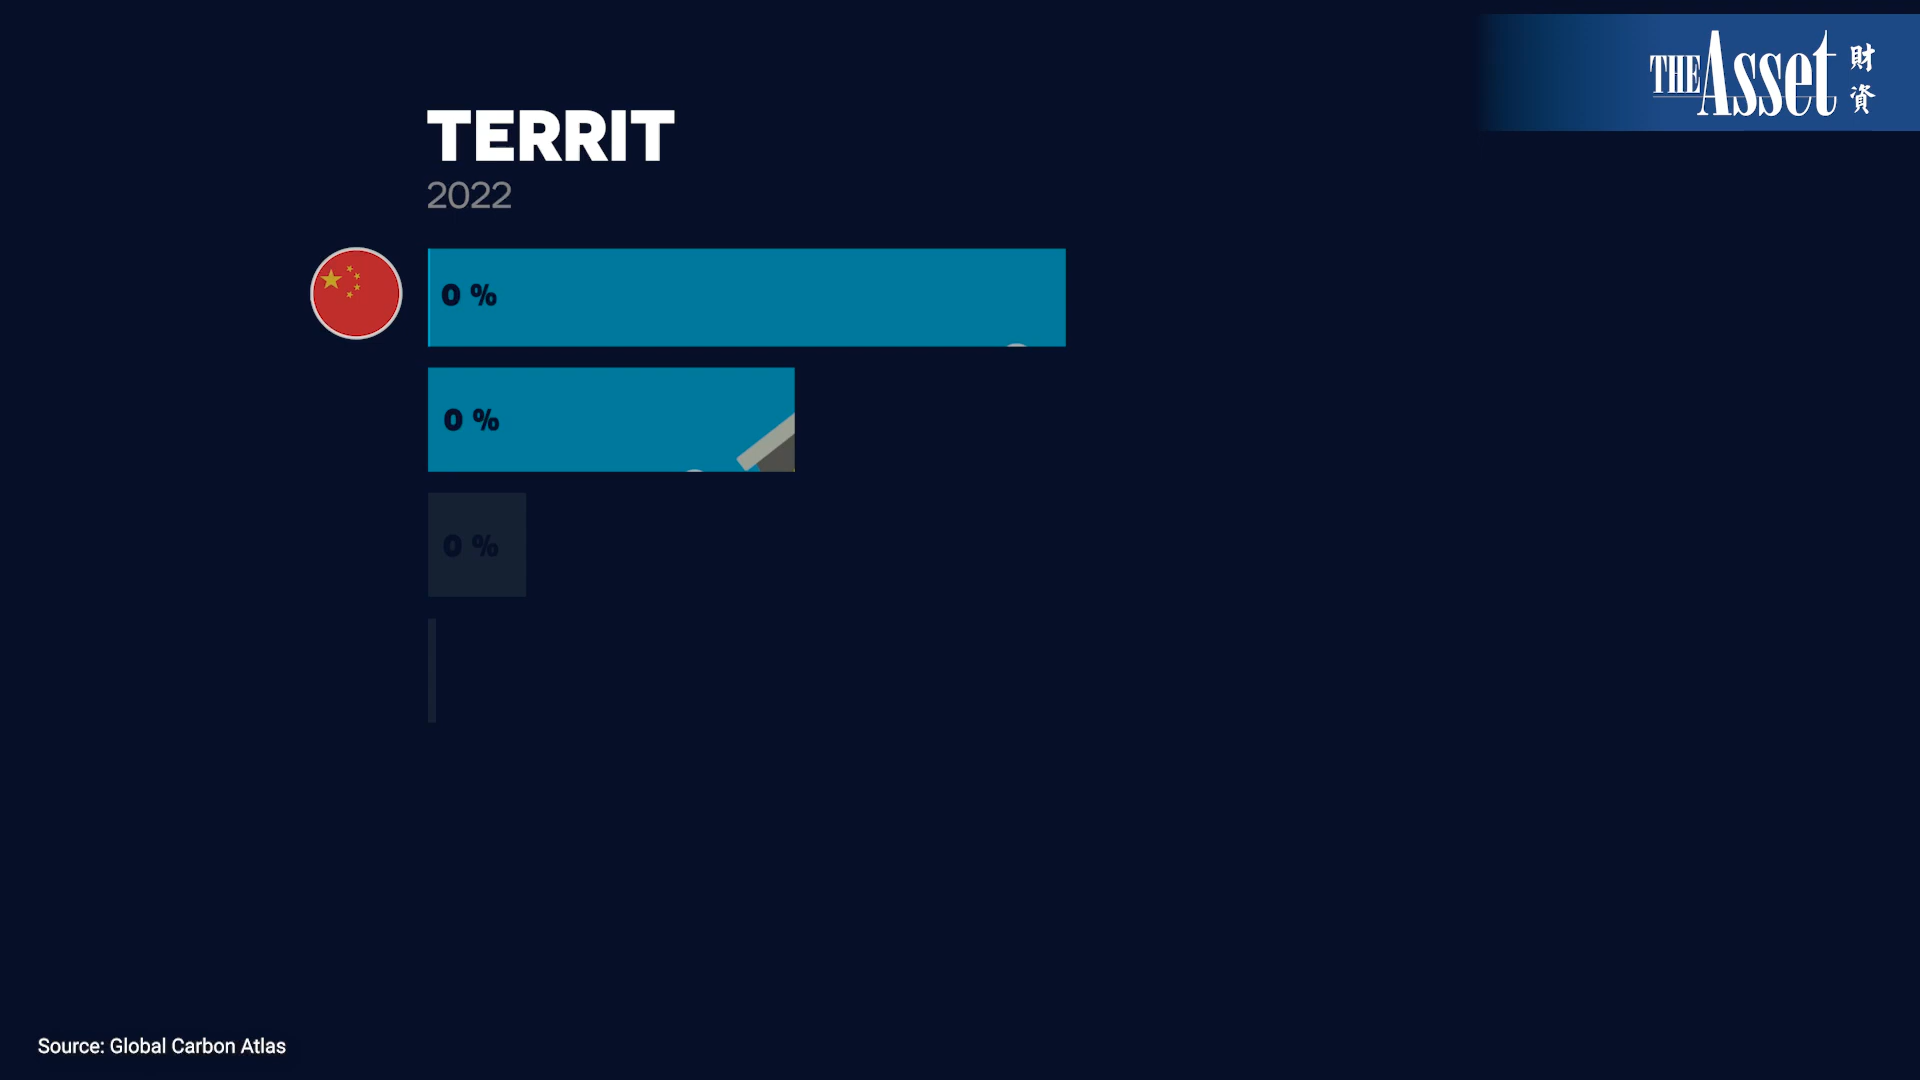 THE Asset 財資
TERRIT
2022
0 %
0 %
0 %
Source: Global Carbon Atlas